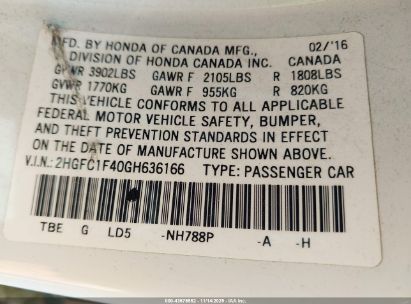 MFD. BY HONDA OF CANADA MFG., 02/'16
DIVISION OF HONDA CANADA INC. CANADA
GVWR 3902LBS GAWR F 2105LBS R 1808LBS
GVWR 1770KG GAWR F 955KG R 820KG
THIS VEHICLE CONFORMS TO ALL APPLICABLE
FEDERAL MOTOR VEHICLE SAFETY, BUMPER,
AND THEFT PREVENTION STANDARDS IN EFFECT
ON THE DATE OF MANUFACTURE SHOWN ABOVE.
V.I.N.: 2HGFC1F40GH636166 TYPE: PASSENGER CAR
TBE G LD5 -NH788P -A -H